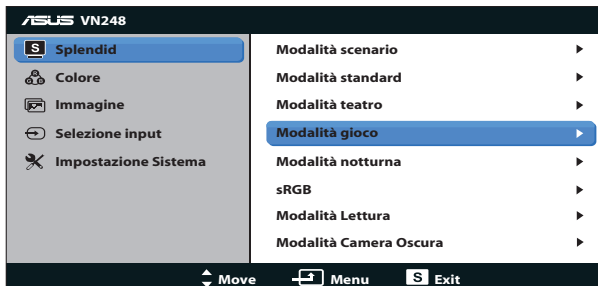 ASUS VN248
S Splendid
Colore
Immagine
Selezione input
Impostazione Sistema
Modalità scenario
Modalità standard
Modalità teatro
Modalità gioco
Modalità notturna
sRGB
Modalità Lettura
Modalità Camera Oscura
Move Menu S Exit